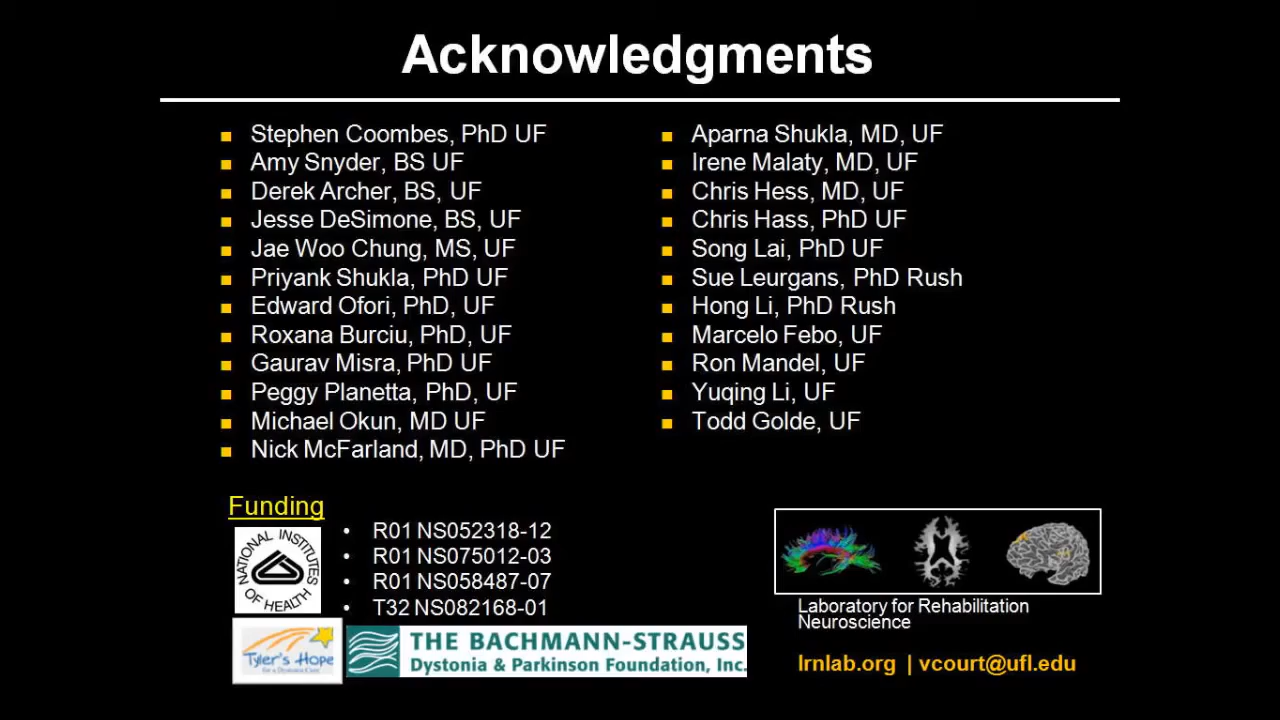 Acknowledgments
Stephen Coombes, PhD UF
Amy Snyder, BS UF
Derek Archer, BS, UF
Jesse DeSimone, BS, UF
Jae Woo Chung, MS, UF
Priyank Shukla, PhD UF
Edward Ofori, PhD, UF
Roxana Burciu, PhD, UF
Gaurav Misra, PhD UF
Peggy Planetta, PhD, UF
Michael Okun, MD UF
Nick McFarland, MD, PhD UF
Aparna Shukla, MD, UF
Irene Malaty, MD, UF
Chris Hess, MD, UF
Chris Hass, PhD UF
Song Lai, PhD UF
Sue Leurgans, PhD Rush
Hong Li, PhD Rush
Marcelo Febo, UF
Ron Mandel, UF
Yuqing Li, UF
Todd Golde, UF
Funding
NATIONAL INSTITUTES
OF HEALTH
R01 NS052318-12
R01 NS075012-03
R01 NS058487-07
T32 NS082168-01
Tyler's Hope
for a Dystonia Cure
THE BACHMANN-STRAUSS
Dystonia & Parkinson Foundation, Inc.
Laboratory for Rehabilitation
Neuroscience
lrnlab.org | vcourt@ufl.edu